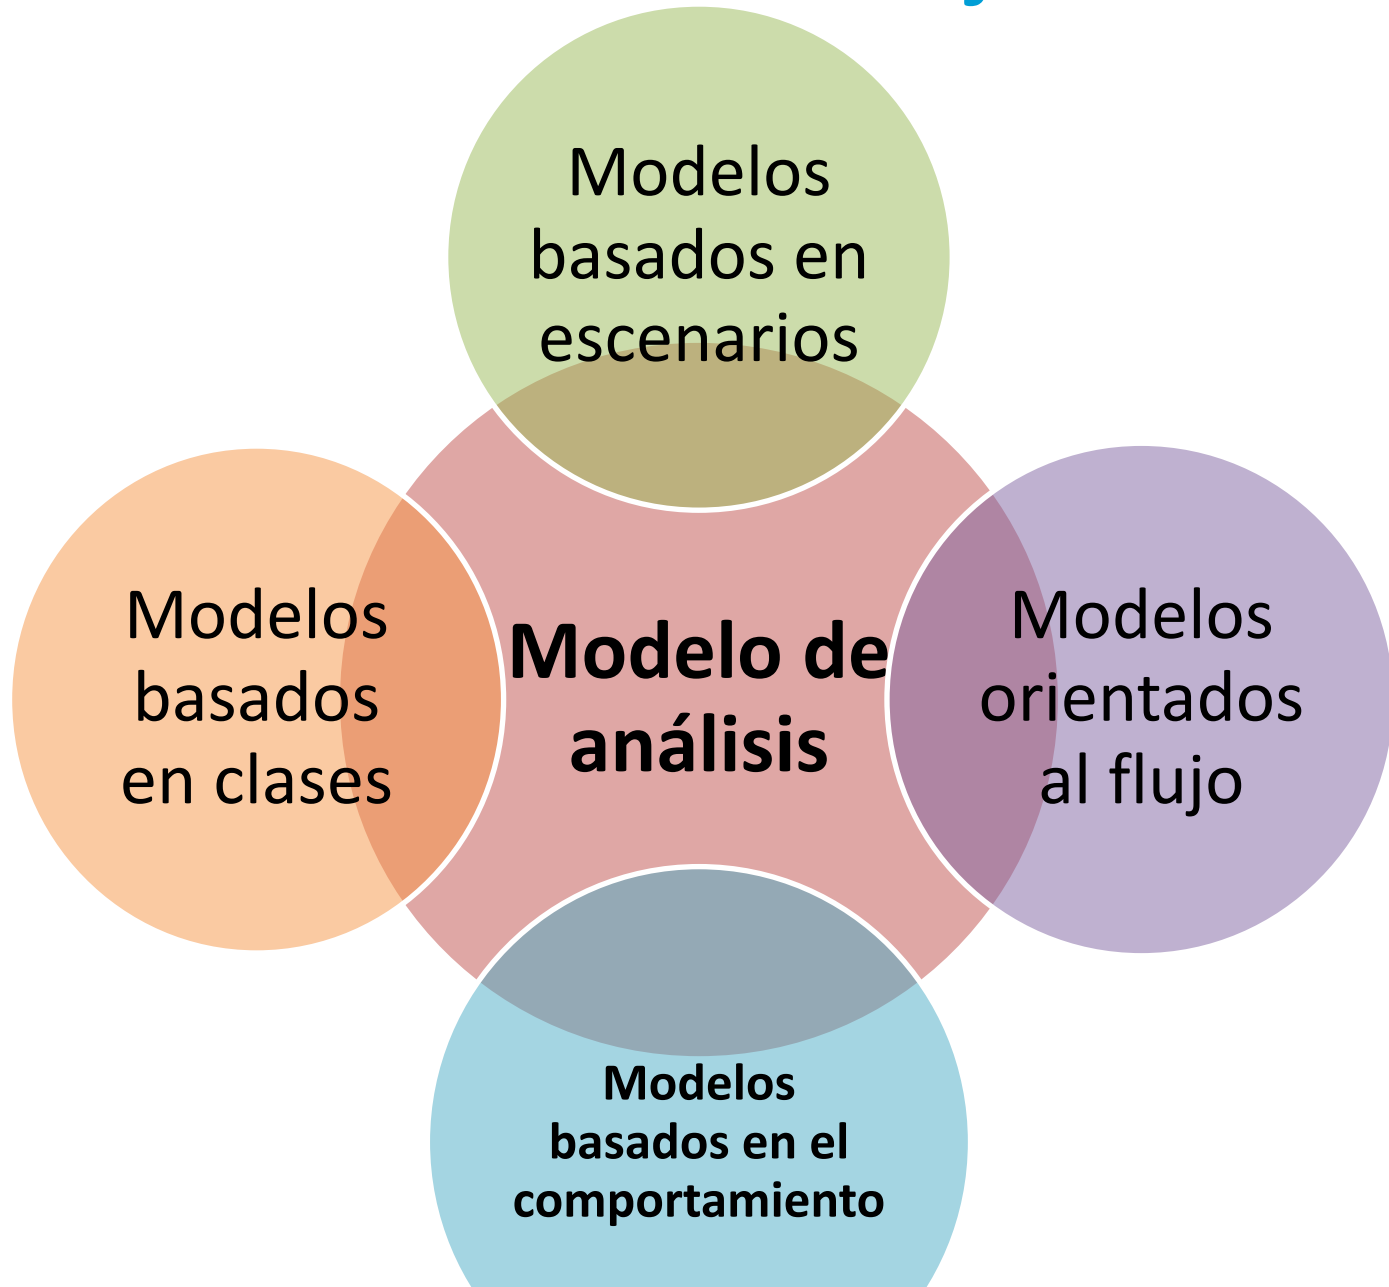 Modelos
basados en
escenarios
Modelos
basados
en clases
Modelo de
análisis
Modelos
orientados
al flujo
Modelos
basados en el
comportamiento